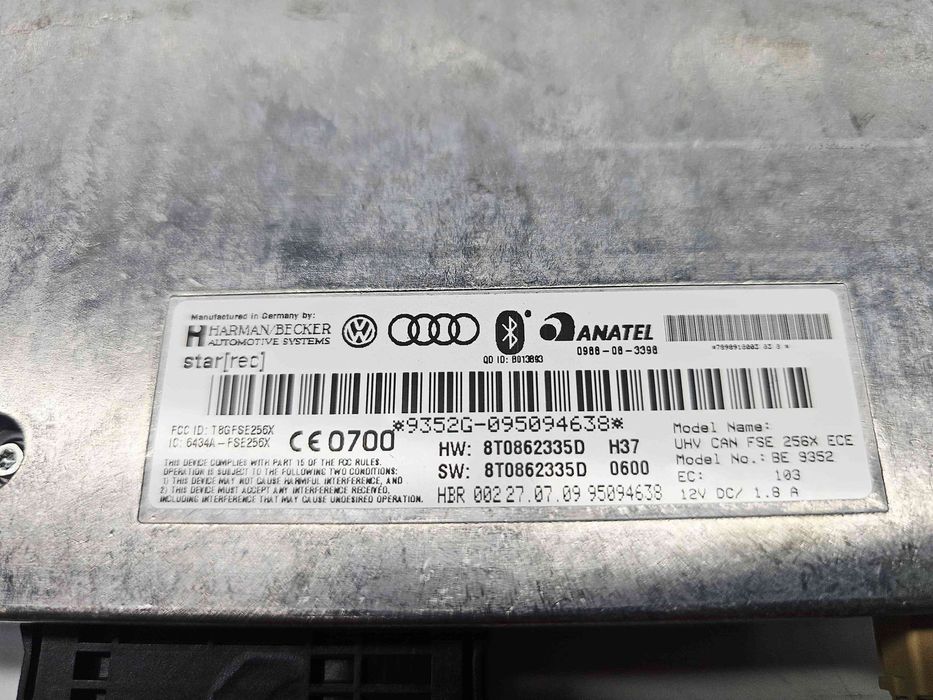 Manufactured in Germany by:
HARMAN/BECKER
AUTOMOTIVE SYSTEMS
star[rec]
QD ID: B013893
ANATEL
0988-08-3398
*9352G-095094638*
FCC ID: T8GFSE256X
IC: 6434A-FSE256X
CE 0700
THIS DEVICE COMPLIES WITH PART 15 OF THE FCC RULES.
OPERATION IS SUBJECT TO THE FOLLOWING TWO CONDITIONS:
1) THIS DEVICE MAY NOT CAUSE HARMFUL INTERFERENCE, AND
2) THIS DEVICE MUST ACCEPT ANY INTERFERENCE RECEIVED,
INCLUDING INTERFERENCE THAT MAY CAUSE UNDESIRED OPERATION.
HW: 8T0862335D H37
SW: 8T0862335D 0600
HBR 002 27.07.09 95094638
Model Name:
UHV CAN FSE 256X ECE
Model No.: BE 9352
EC: 103
12V DC/ 1.8 A